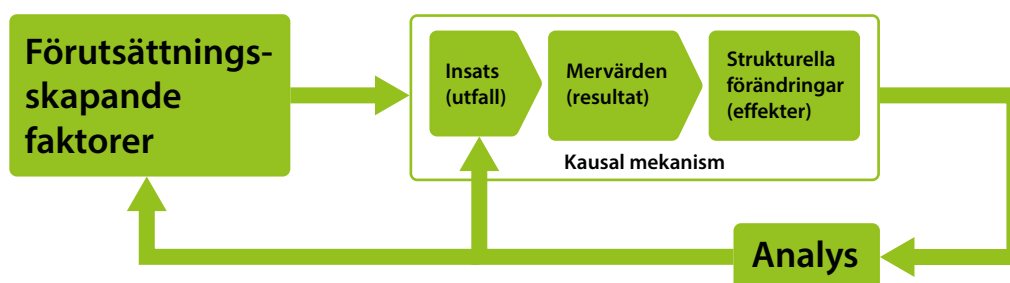 Förutsättnings-
skapande
faktorer
Insats
(utfall)
Mervärden
(resultat)
Strukturella
förändringar
(effekter)
Kausal mekanism
Analys